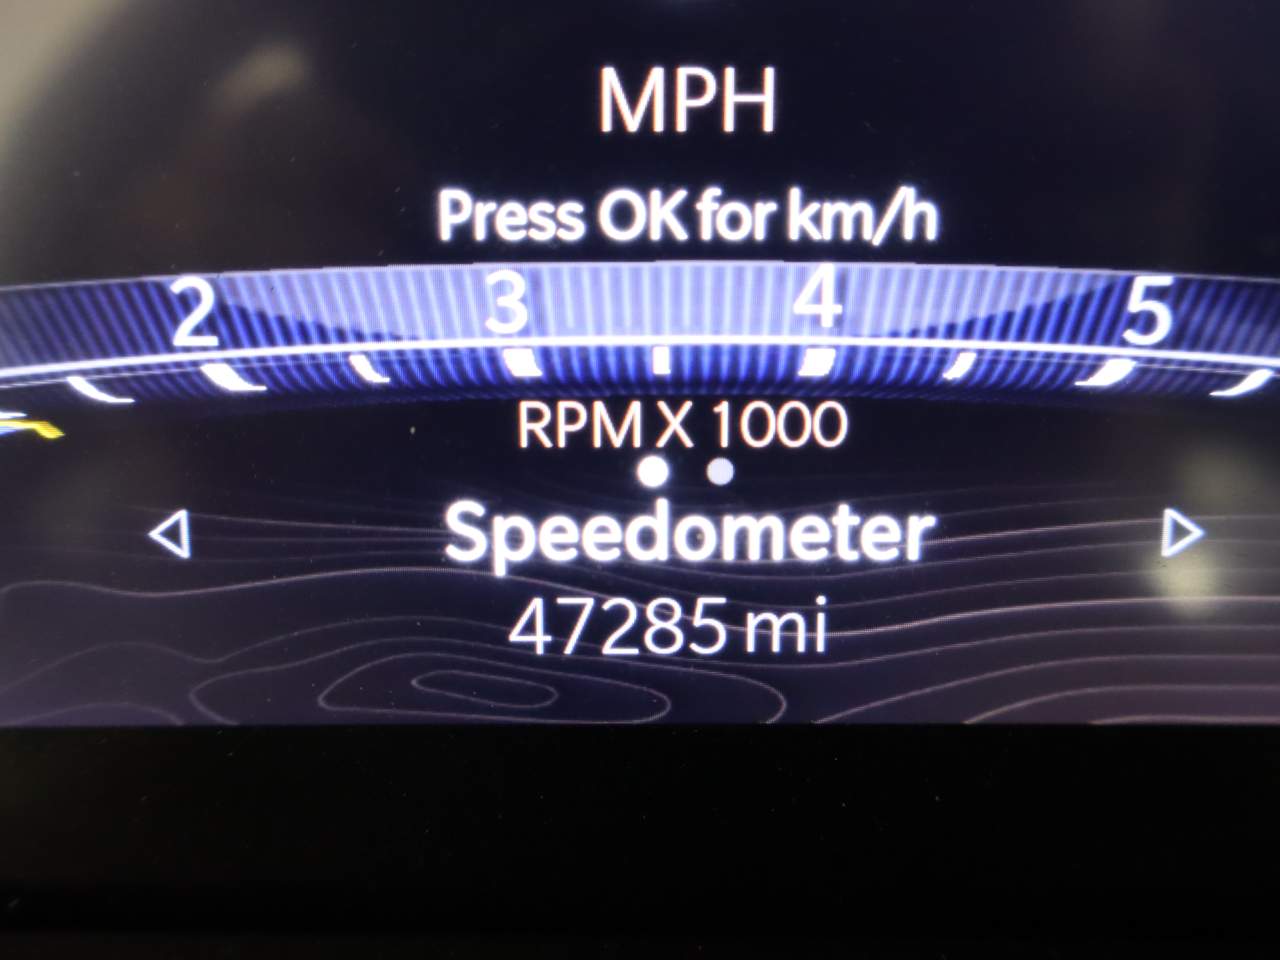 MPH
Press OK for km/h
2 3 4 5
RPM X 1000
Speedometer
47285 mi